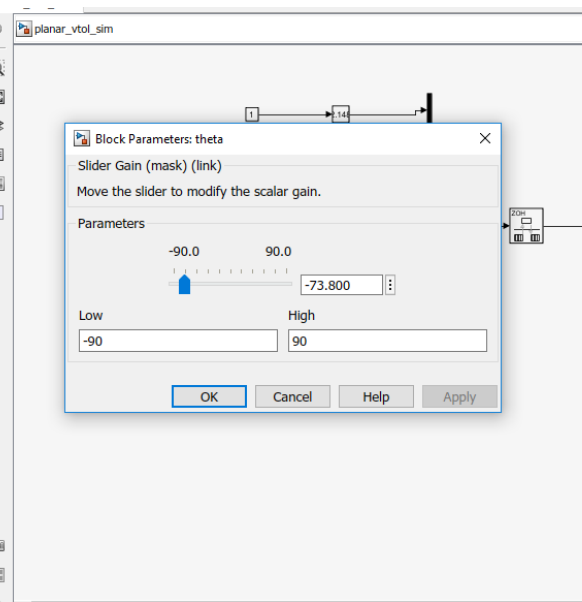 planar_vtol_sim
1
Block Parameters: theta
Slider Gain (mask) (link)
Move the slider to modify the scalar gain.
Parameters
-90.0 90.0
-73.800
Low High
-90 90
OK Cancel Help Apply
ZOH